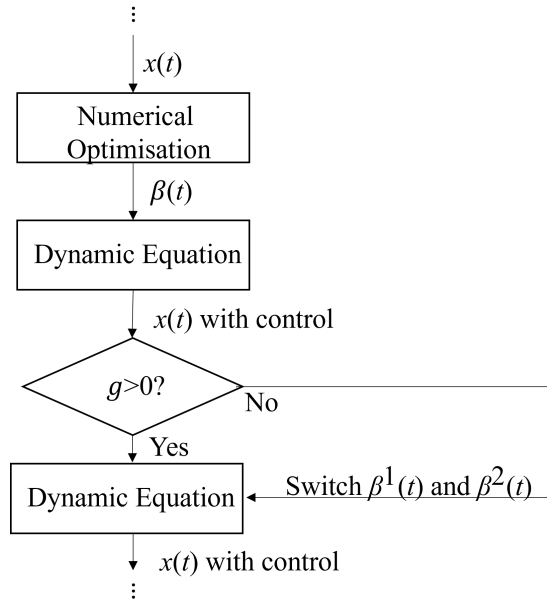 ⋮
x(t)
Numerical
Optimisation
β(t)
Dynamic Equation
x(t) with control
g>0?
No
Yes
Dynamic Equation
Switch β¹(t) and β²(t)
x(t) with control
⋮